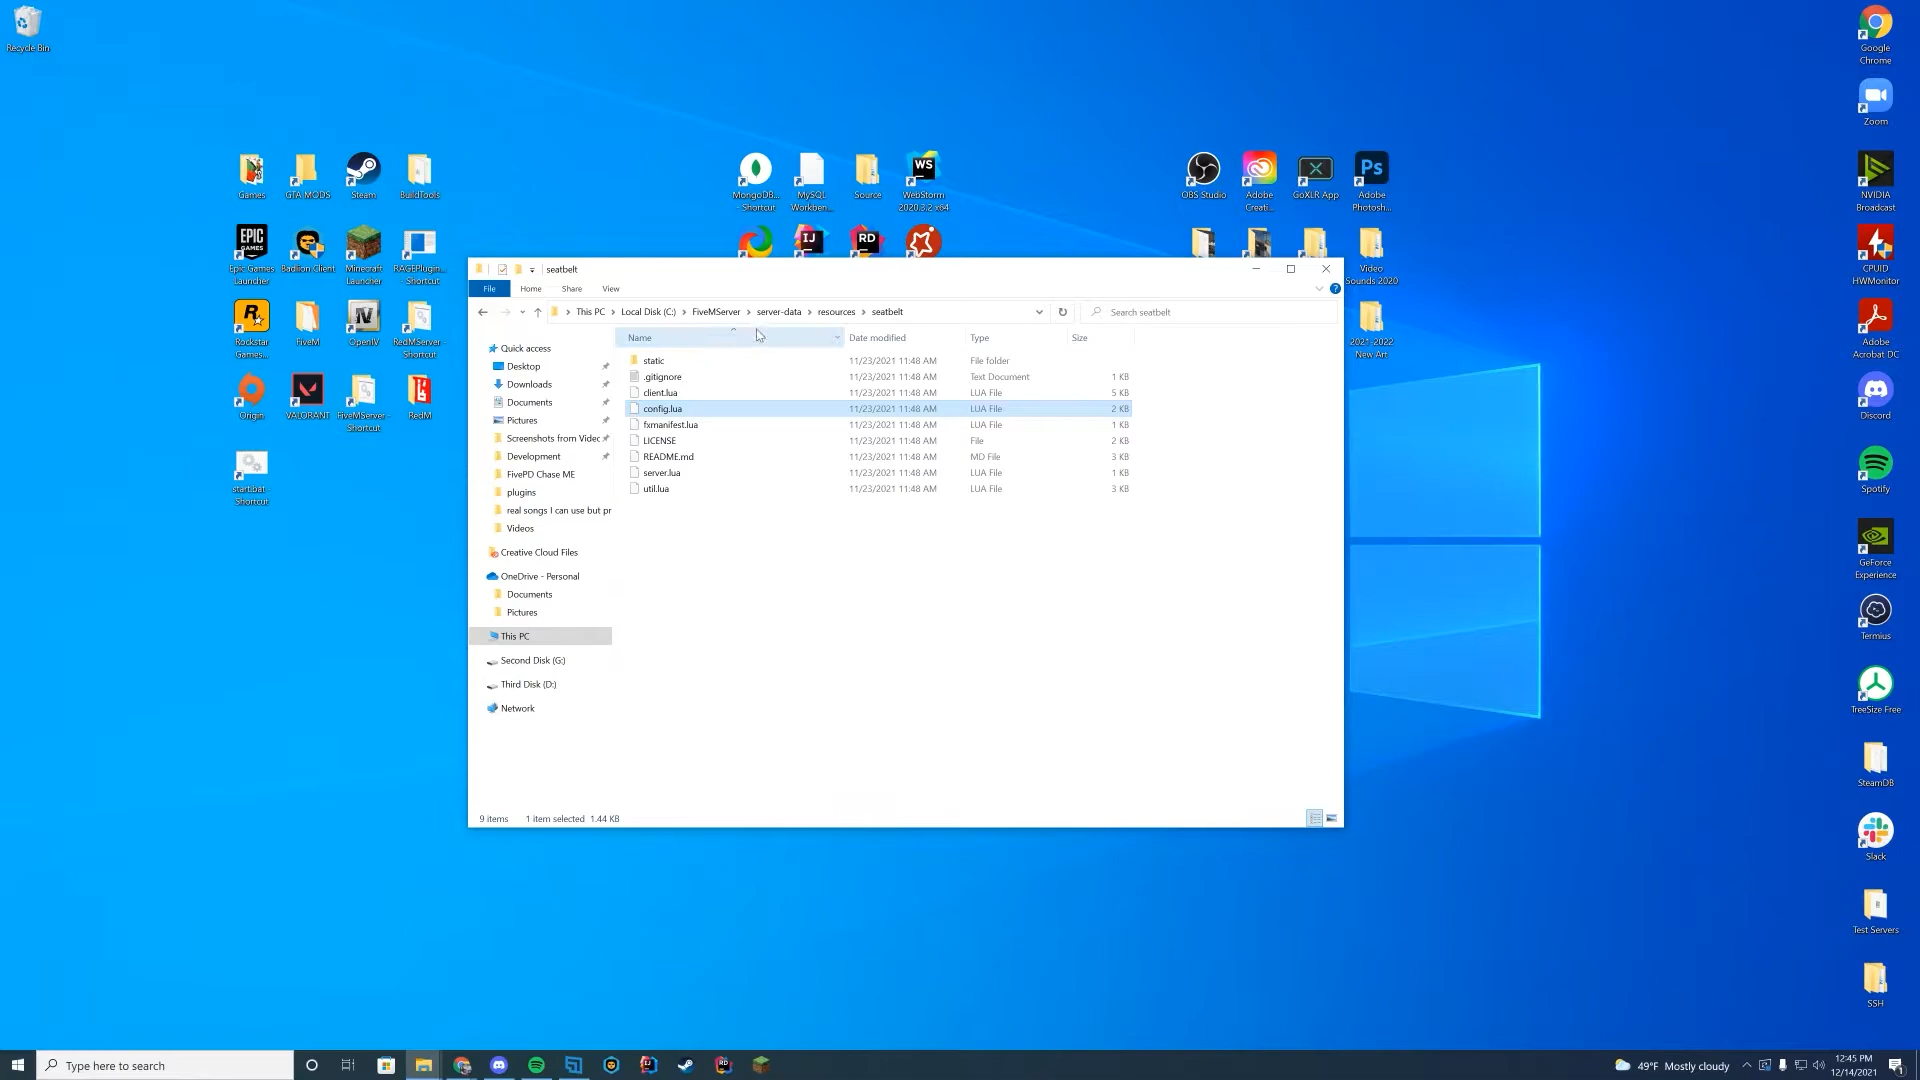 Recycle Bin
Google Chrome
Zoom
Games
GTA MODS
Steam
BuildTools
MongoDB... - Shortcut
MySQL Workben...
Source
WS
WebStorm 2020.3.2 x64
OBS Studio
Adobe Creati...
GoXLR App
Ps
Adobe Photosh...
NVIDIA Broadcast
EPIC GAMES
Epic Games Launcher
Badlion Client
Minecraft Launcher
RAGEPlugin... - Shortcut
IJ
RD
Video Sounds 2020
CPUID HWMonitor
Rockstar Games...
FiveM
OpenIV
RedMServer - Shortcut
2021-2022 New Art
Adobe Acrobat DC
Origin
VALORANT
FiveMServer - Shortcut
RedM
Discord
start.bat - Shortcut
Spotify
GeForce Experience
Termius
TreeSize Free
SteamDB
Slack
Test Servers
SSH
seatbelt
File Home Share View
This PC > Local Disk (C:) > FiveMServer > server-data > resources > seatbelt
Search seatbelt
Name Date modified Type Size
static 11/23/2021 11:48 AM File folder
.gitignore 11/23/2021 11:48 AM Text Document 1 KB
client.lua 11/23/2021 11:48 AM LUA File 5 KB
config.lua 11/23/2021 11:48 AM LUA File 2 KB
fxmanifest.lua 11/23/2021 11:48 AM LUA File 1 KB
LICENSE 11/23/2021 11:48 AM File 2 KB
README.md 11/23/2021 11:48 AM MD File 3 KB
server.lua 11/23/2021 11:48 AM LUA File 1 KB
util.lua 11/23/2021 11:48 AM LUA File 3 KB
Quick access
Desktop
Downloads
Documents
Pictures
Screenshots from Videc
Development
FivePD Chase ME
plugins
real songs I can use but pr
Videos
Creative Cloud Files
OneDrive - Personal
Documents
Pictures
This PC
Second Disk (G:)
Third Disk (D:)
Network
9 items 1 item selected 1.44 KB
Type here to search
49°F Mostly cloudy
12:45 PM
12/14/2021